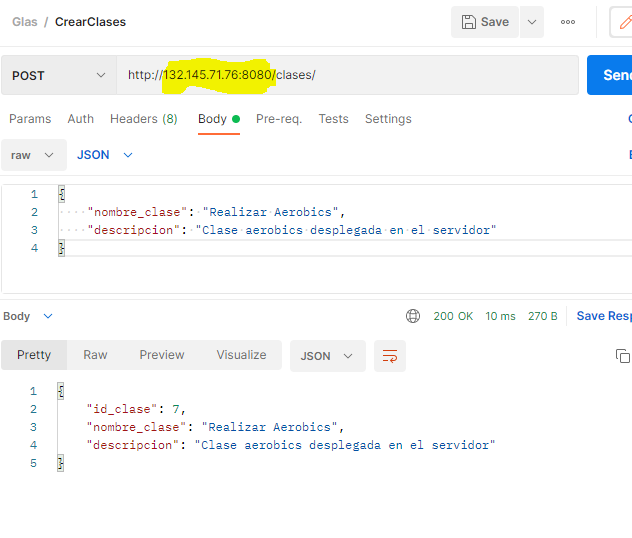 Glas / CrearClases
Save
POST
http://132.145.71.76:8080/clases/
Send
Params Auth Headers (8) Body Pre-req. Tests Settings
raw JSON
1 {
2 "nombre_clase": "Realizar Aerobics",
3 "descripcion": "Clase aerobics desplegada en el servidor"
4 }
Body
200 OK 10 ms 270 B Save Resp
Pretty Raw Preview Visualize JSON
1 {
2 "id_clase": 7,
3 "nombre_clase": "Realizar Aerobics",
4 "descripcion": "Clase aerobics desplegada en el servidor"
5 }